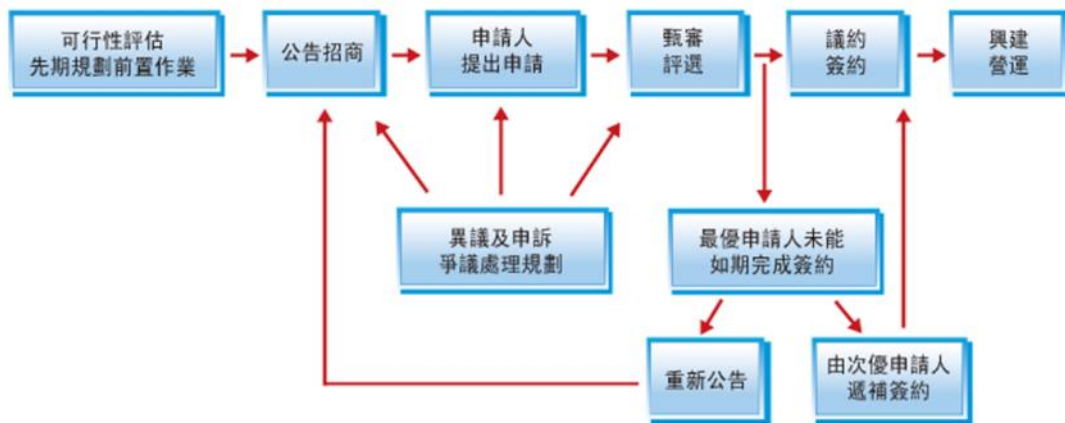 可行性評估
先期規劃前置作業
公告招商
申請人
提出申請
甄審
評選
議約
簽約
興建
營運
異議及申訴
爭議處理規劃
最優申請人未能
如期完成簽約
重新公告
由次優申請人
遞補簽約